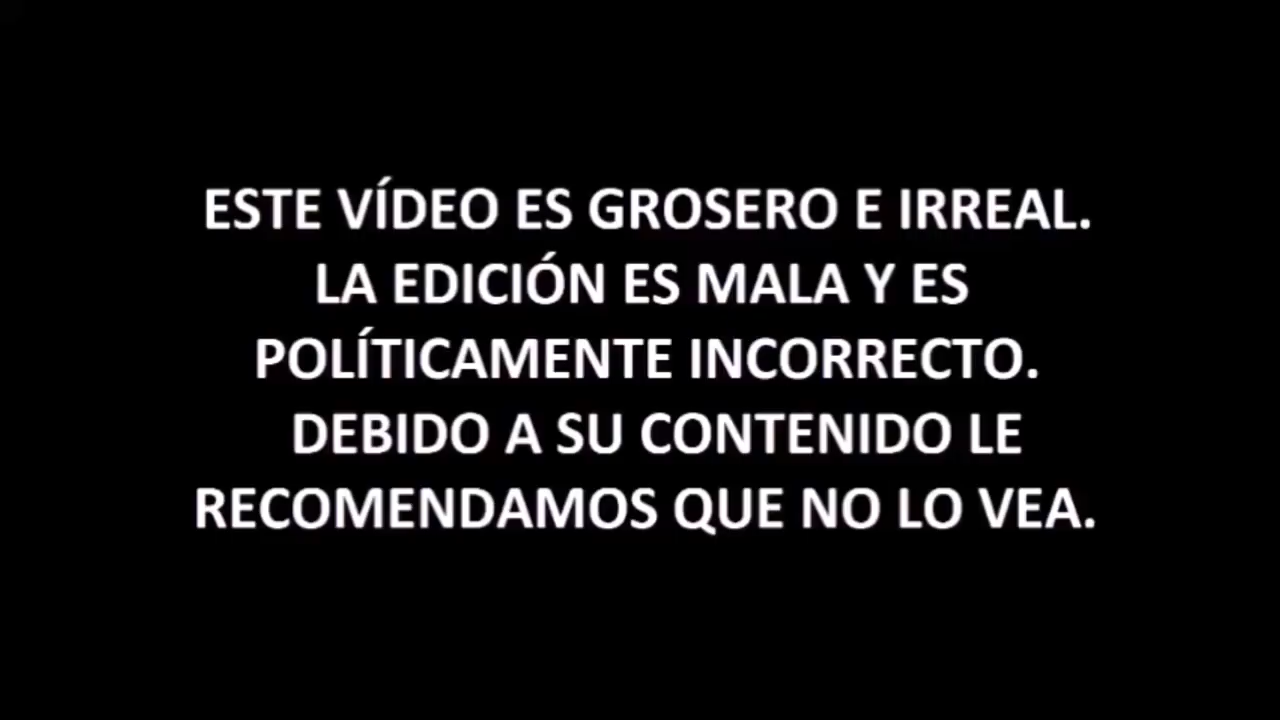 ESTE VÍDEO ES GROSERO E IRREAL.
LA EDICIÓN ES MALA Y ES
POLÍTICAMENTE INCORRECTO.
DEBIDO A SU CONTENIDO LE
RECOMENDAMOS QUE NO LO VEA.